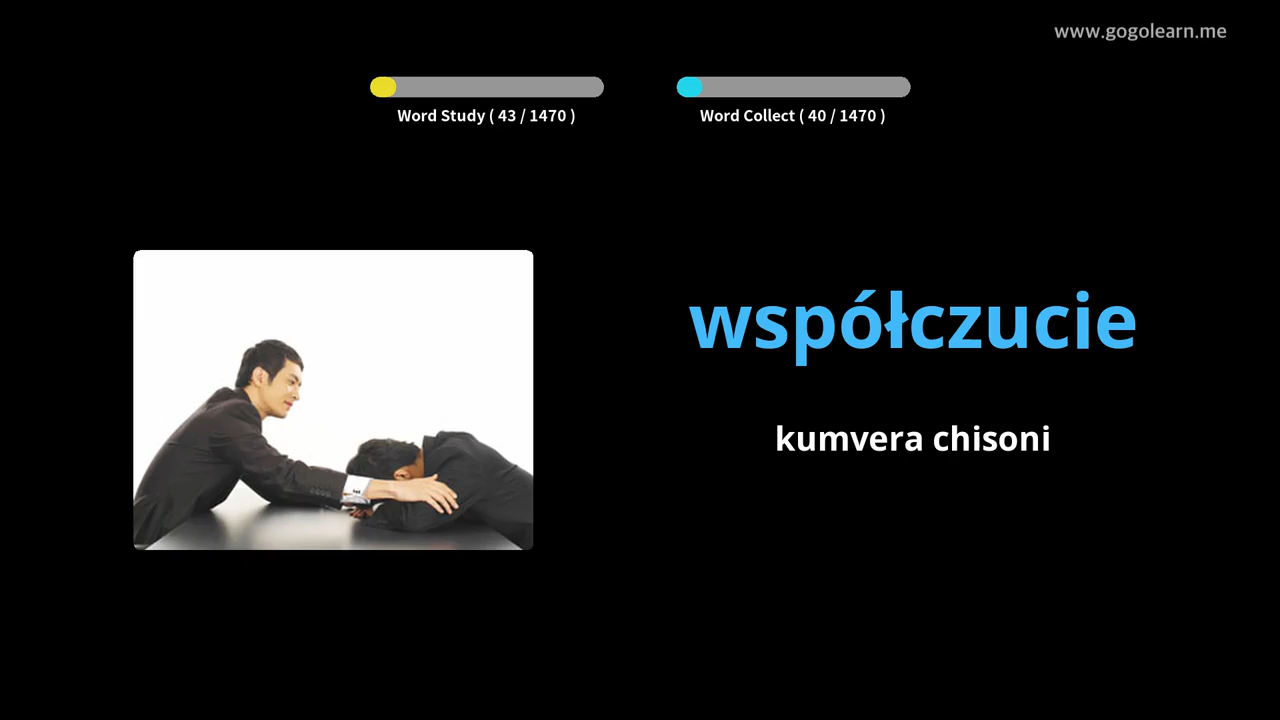 www.gogolearn.me
Word Study ( 43 / 1470 )
Word Collect ( 40 / 1470 )
współczucie
kumvera chisoni